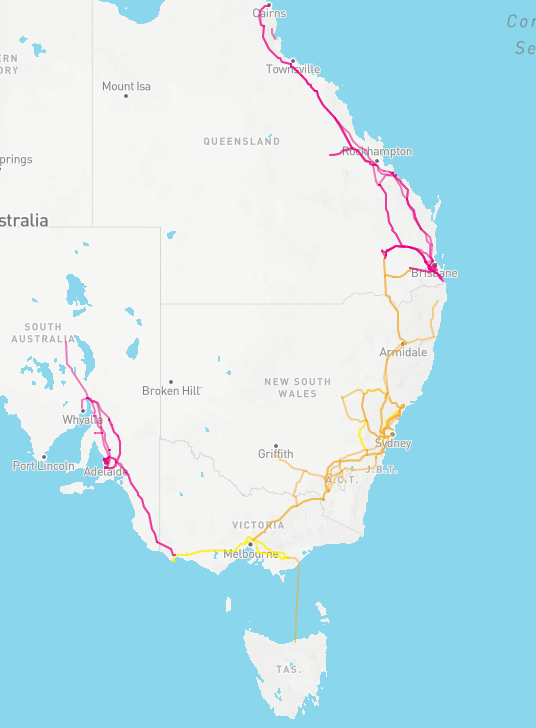 Cairns
Co
Se
Townsville
ERN
ORY
Mount Isa
QUEENSLAND
Rockhampton
prings
stralia
Brisbane
SOUTH
AUSTRALIA
Armidale
Broken Hill
NEW SOUTH
WALES
Whyalla
Sydney
Griffith
Port Lincoln
Adelaide
J.B.T.
A.C.T.
VICTORIA
Melbourne
TAS.